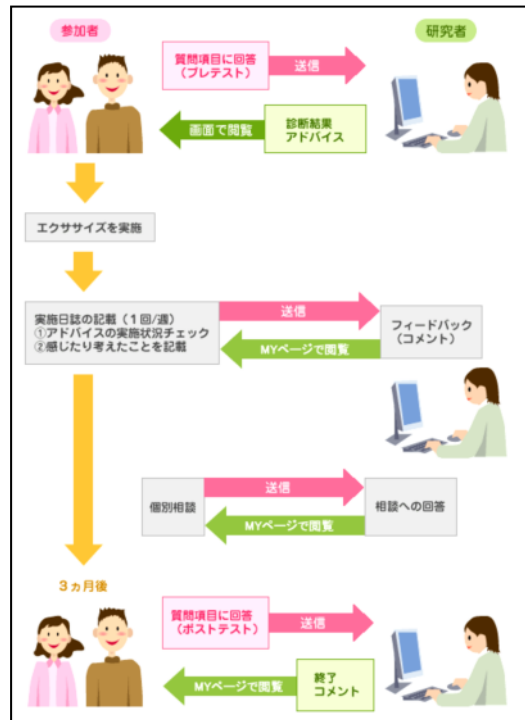 参加者
研究者
質問項目に回答
(プレテスト)
送信
画面で閲覧
診断結果
アドバイス
エクササイズを実施
実施日誌の記載(1回/週)
①アドバイスの実施状況チェック
②感じたり考えたことを記載
送信
MYページで閲覧
フィードバック
(コメント)
個別相談
送信
MYページで閲覧
相談への回答
3ヵ月後
質問項目に回答
(ポストテスト)
送信
MYページで閲覧
終了
コメント